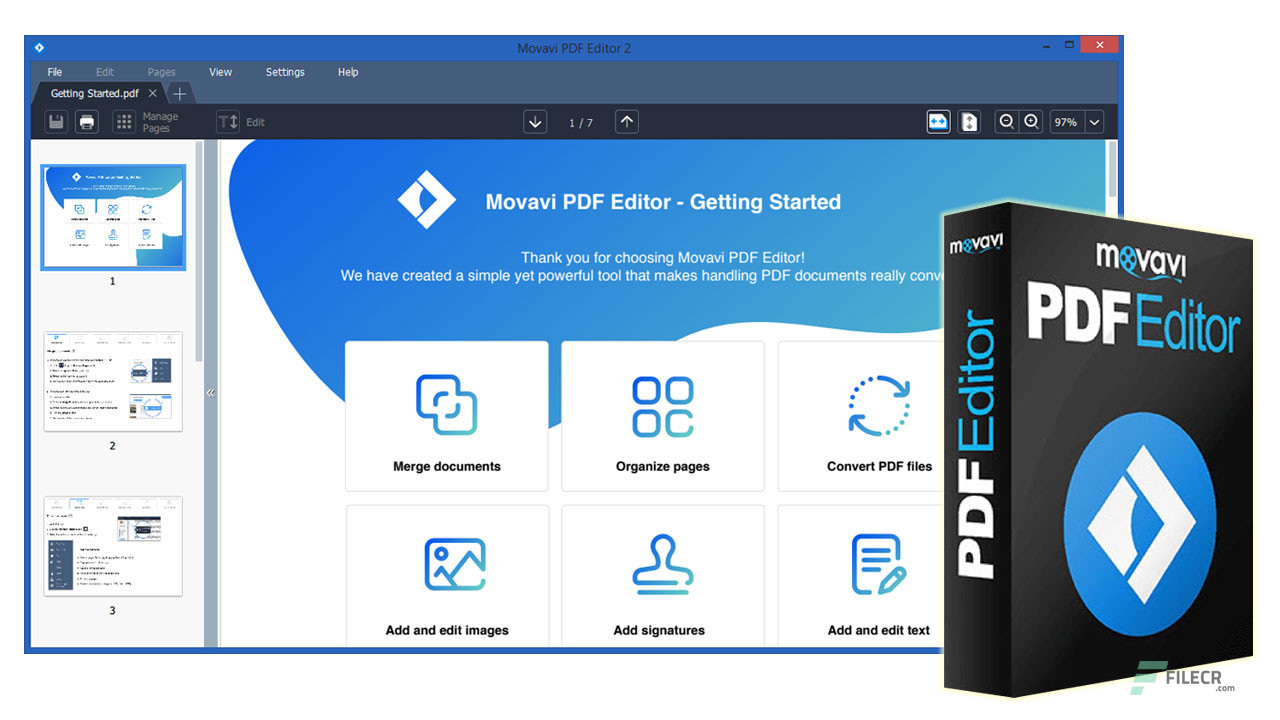 Movavi PDF Editor 2
File Edit Pages View Settings Help
Getting Started.pdf
Manage
Pages
Edit
1 / 7
97%
Movavi PDF Editor - Getting Started
Thank you for choosing Movavi PDF Editor!
We have created a simple yet powerful tool that makes handling PDF documents really
Merge documents
Organize pages
Convert PDF files
Add and edit images
Add signatures
Add and edit text
1
2
3
movavi
PDF Editor
movavi
PDF Editor
FILECR
.com